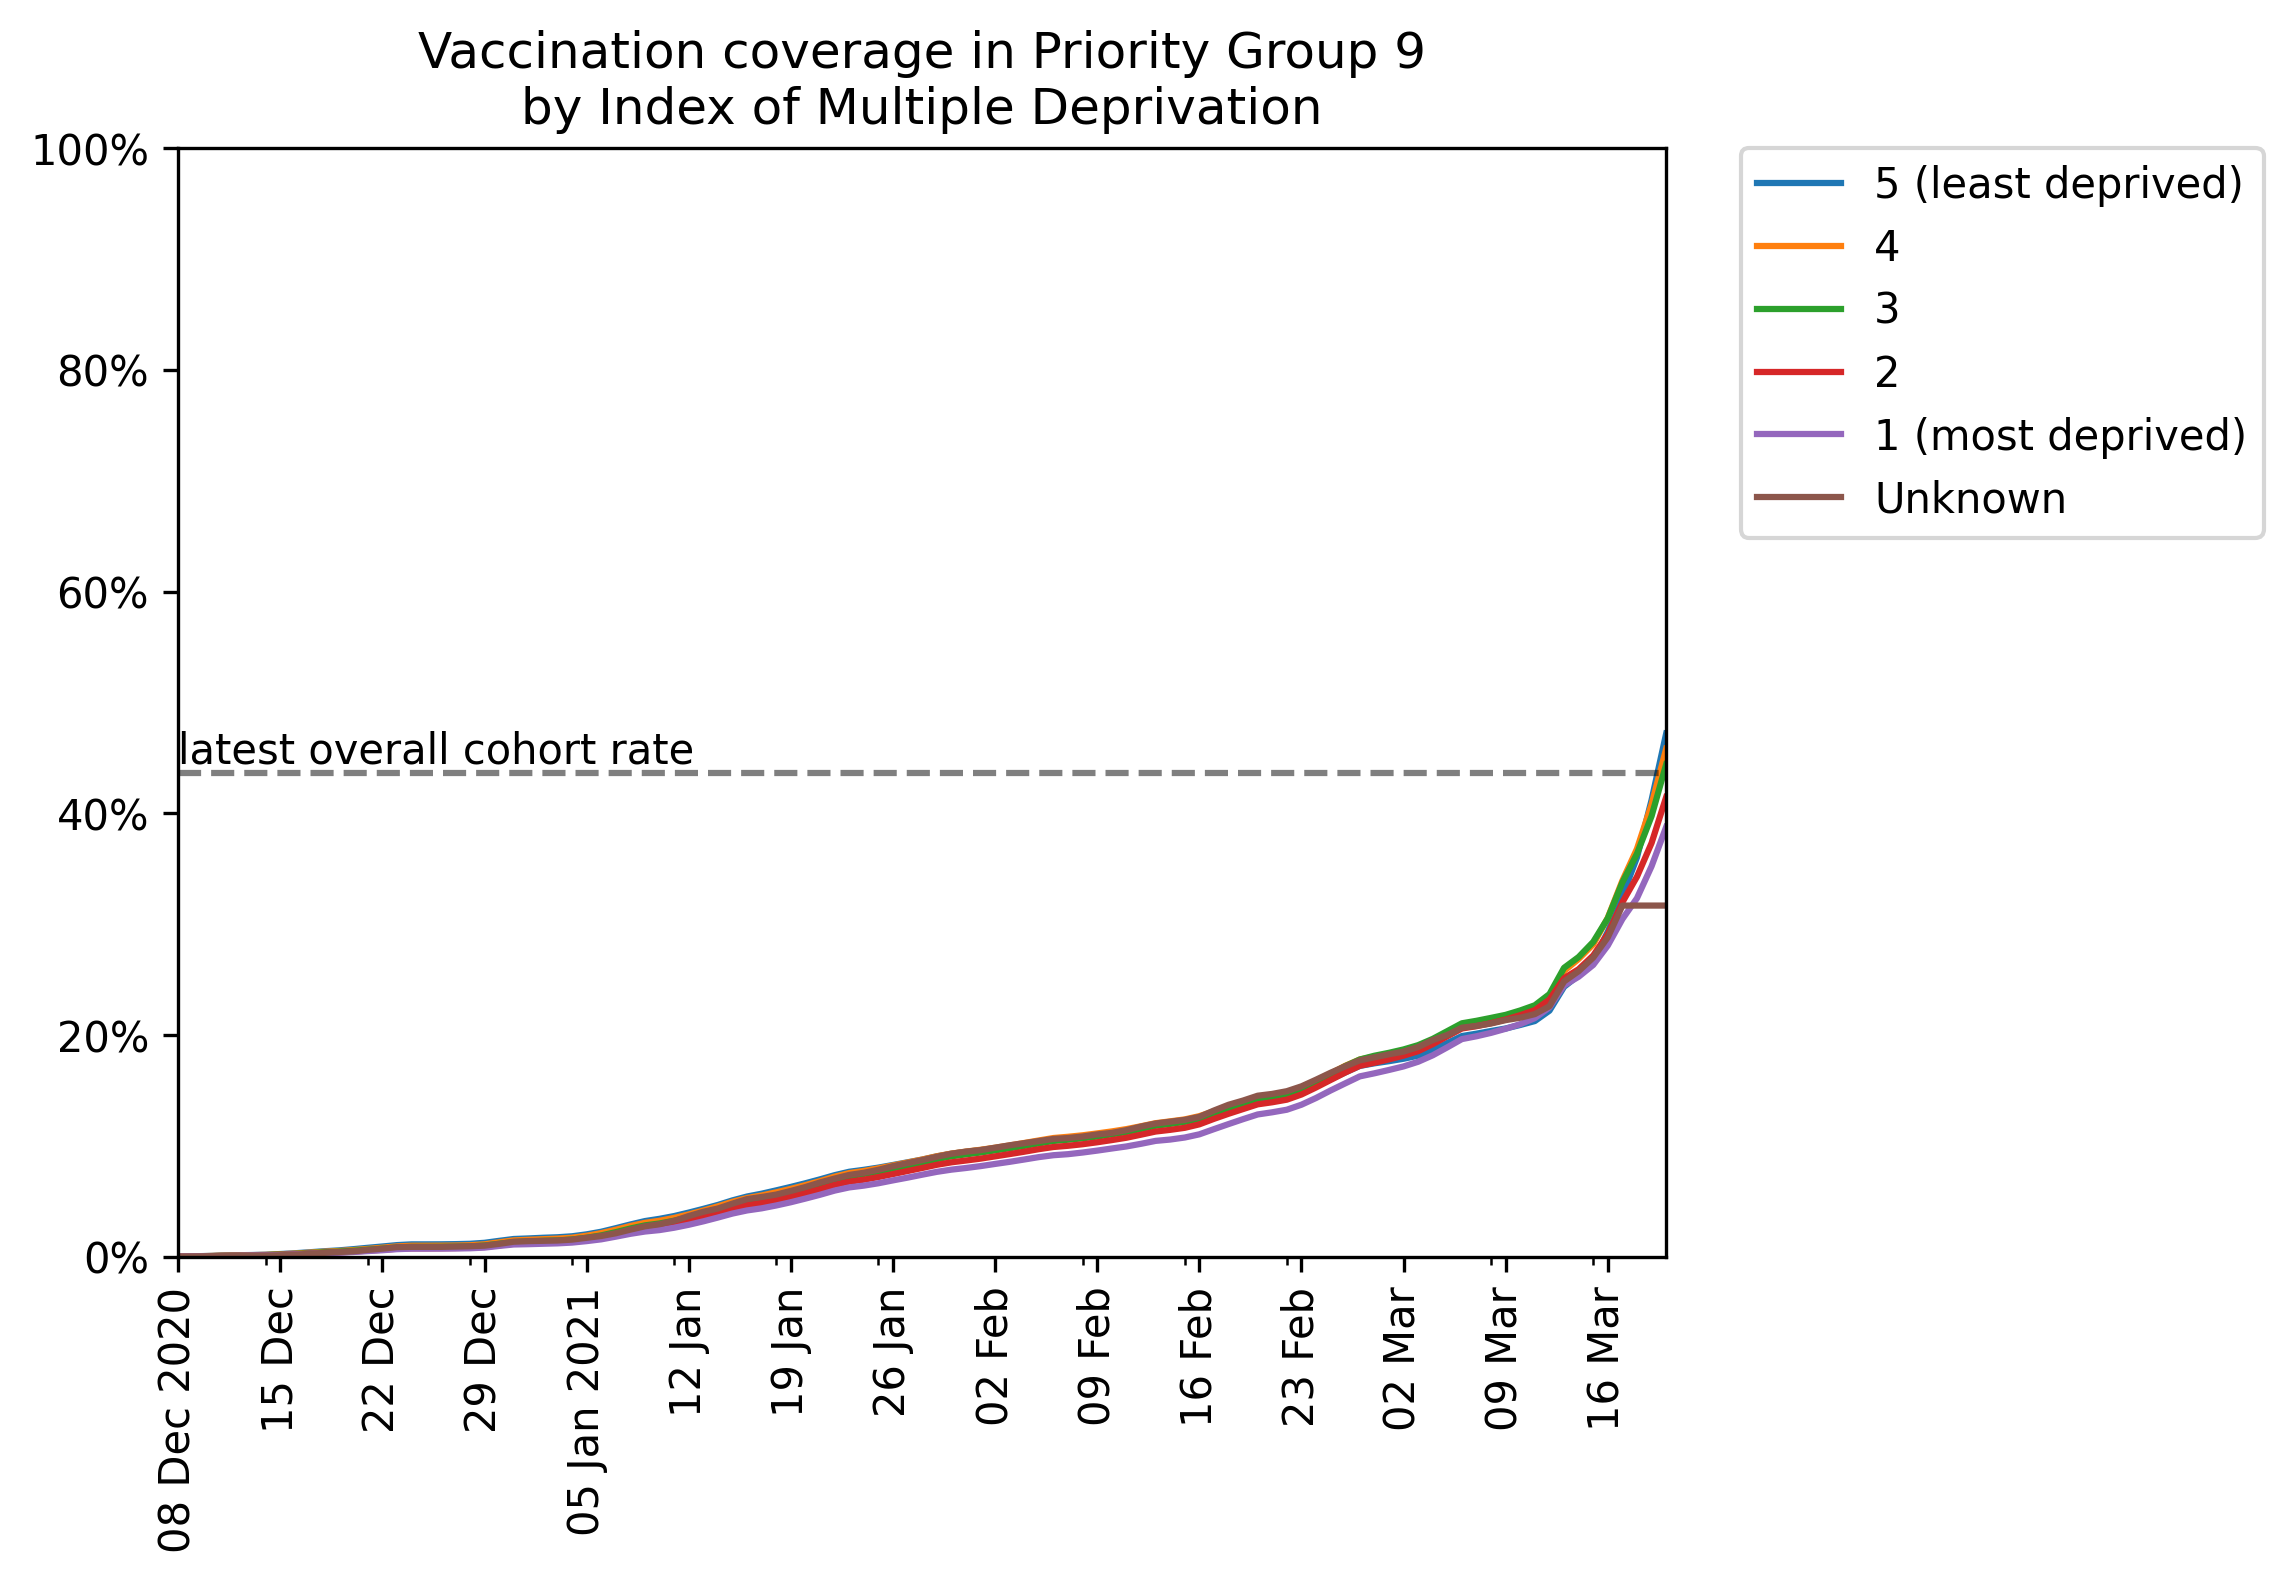 Vaccination coverage in Priority Group 9
by Index of Multiple Deprivation
100%
80%
60%
40%
20%
0%
latest overall cohort rate
5 (least deprived)
4
3
2
1 (most deprived)
Unknown
08 Dec 2020
15 Dec
22 Dec
29 Dec
05 Jan 2021
12 Jan
19 Jan
26 Jan
02 Feb
09 Feb
16 Feb
23 Feb
02 Mar
09 Mar
16 Mar